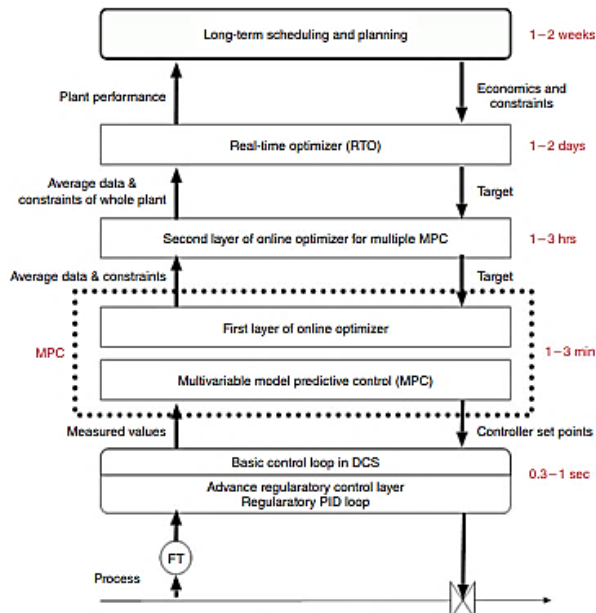 Long-term scheduling and planning
1–2 weeks
Plant performance
Economics and
constraints
Real-time optimizer (RTO)
1–2 days
Average data &
constraints of whole plant
Target
Second layer of online optimizer for multiple MPC
1–3 hrs
Average data & constraints
Target
First layer of online optimizer
MPC
1–3 min
Multivariable model predictive control (MPC)
Measured values
Controller set points
Basic control loop in DCS
0.3–1 sec
Advance regularatory control layer
Regularatory PID loop
FT
Process